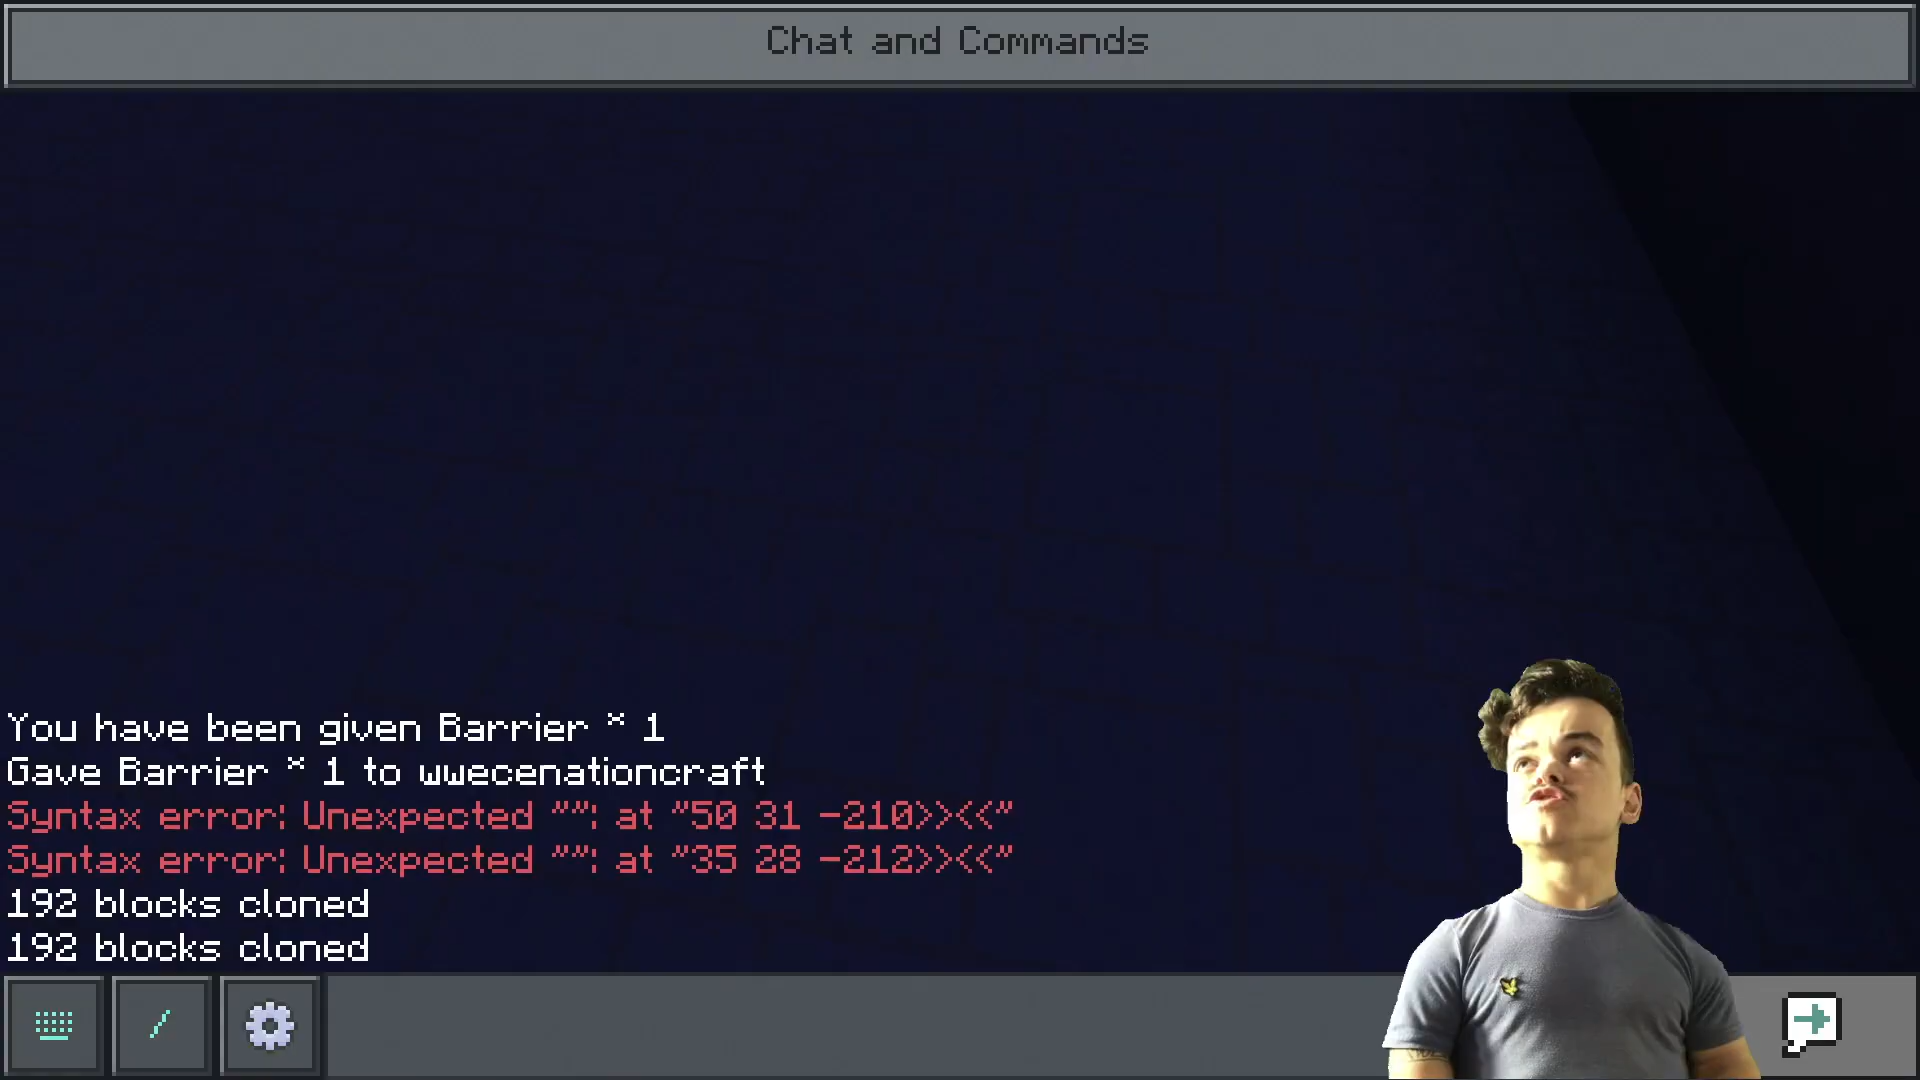 Chat and Commands
You have been given Barrier * 1
Gave Barrier * 1 to wwecenationcraft
Syntax error: Unexpected "": at "50 31 -210>><<"
Syntax error: Unexpected "": at "35 28 -212>><<"
192 blocks cloned
192 blocks cloned